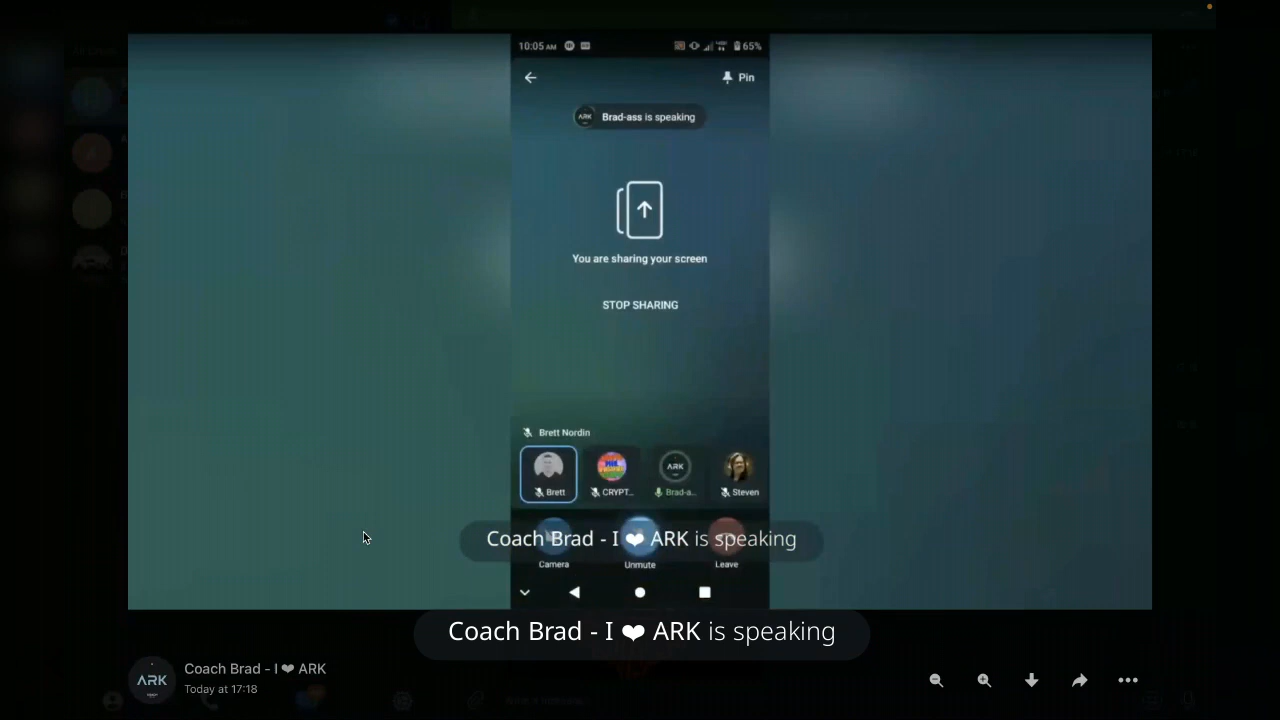 10:05 AM
65%
Pin
ARK Brad-ass is speaking
You are sharing your screen
STOP SHARING
Brett Nordin
ARK
Brett CRYPT... Brad-a... Steven
Coach Brad - I ❤ ARK is speaking
Camera Unmute Leave
Coach Brad - I ❤ ARK is speaking
ARK
Coach Brad - I ❤ ARK
Today at 17:18